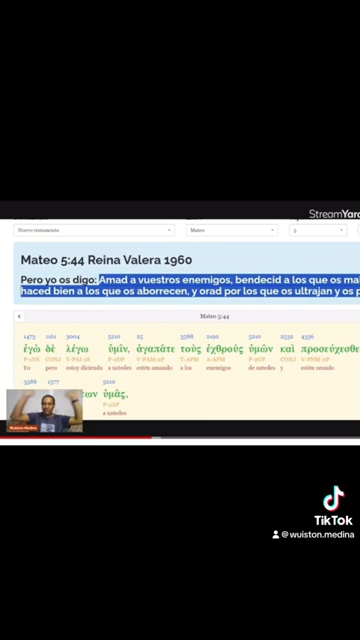 StreamYar
Nuevo testamento
Mateo
5
Mateo 5:44 Reina Valera 1960
Pero yo os digo: Amad a vuestros enemigos, bendecid a los que os ma
haced bien a los que os aborrecen, y orad por los que os ultrajan y os p
Mateo 5:44
1473 1161 3004 5210 25 3588 2190 5210 2532 4336
ἐγὼ δὲ λέγω ὑμῖν, ἀγαπᾶτε τοὺς ἐχθροὺς ὑμῶν καὶ προσεύχεσθε
P-1NS CONJ V-PAI-1S P-2DP V-PAM-2P T-APM A-APM P-2GP CONJ V-PNM-2P
Yo pero estoy diciendo a ustedes estén amando a los enemigos de ustedes y estén orando
3588 1377 5210
των ὑμᾶς,
P-2AP
a ustedes
Wuiston Medina
TikTok
@wuiston.medina